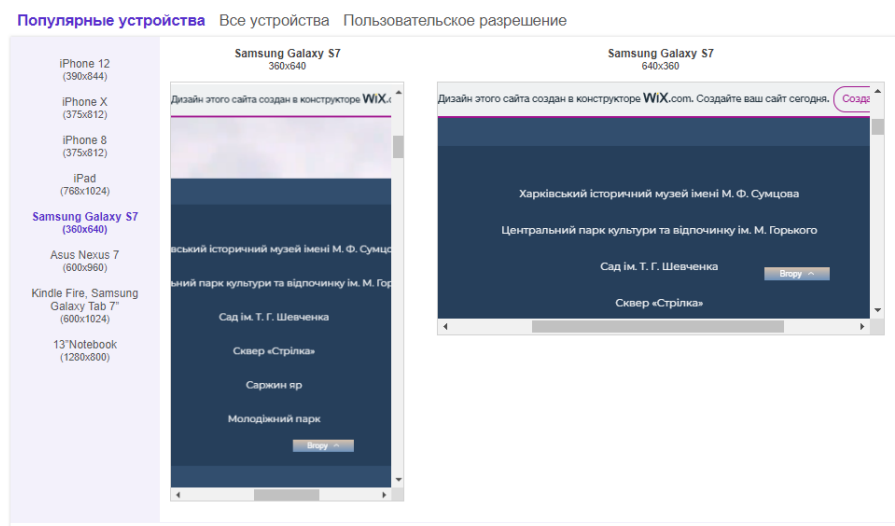 Популярные устройства Все устройства Пользовательское разрешение
iPhone 12
(390x844)
iPhone X
(375x812)
iPhone 8
(375x812)
iPad
(768x1024)
Samsung Galaxy S7
(360x640)
Asus Nexus 7
(600x960)
Kindle Fire, Samsung
Galaxy Tab 7"
(600x1024)
13"Notebook
(1280x800)
Samsung Galaxy S7
360x640
Дизайн этого сайта создан в конструкторе WiX.c
вський історичний музей імені М. Ф. Сумцо
ьний парк культури та відпочинку ім. М. Гор
Сад ім. Т. Г. Шевченка
Сквер «Стрілка»
Саржин яр
Молодіжний парк
Вгору
Samsung Galaxy S7
640x360
Дизайн этого сайта создан в конструкторе WiX.com. Создайте ваш сайт сегодня. Созда
Харківський історичний музей імені М. Ф. Сумцова
Центральний парк культури та відпочинку ім. М. Горького
Сад ім. Т. Г. Шевченка
Вгору
Сквер «Стрілка»